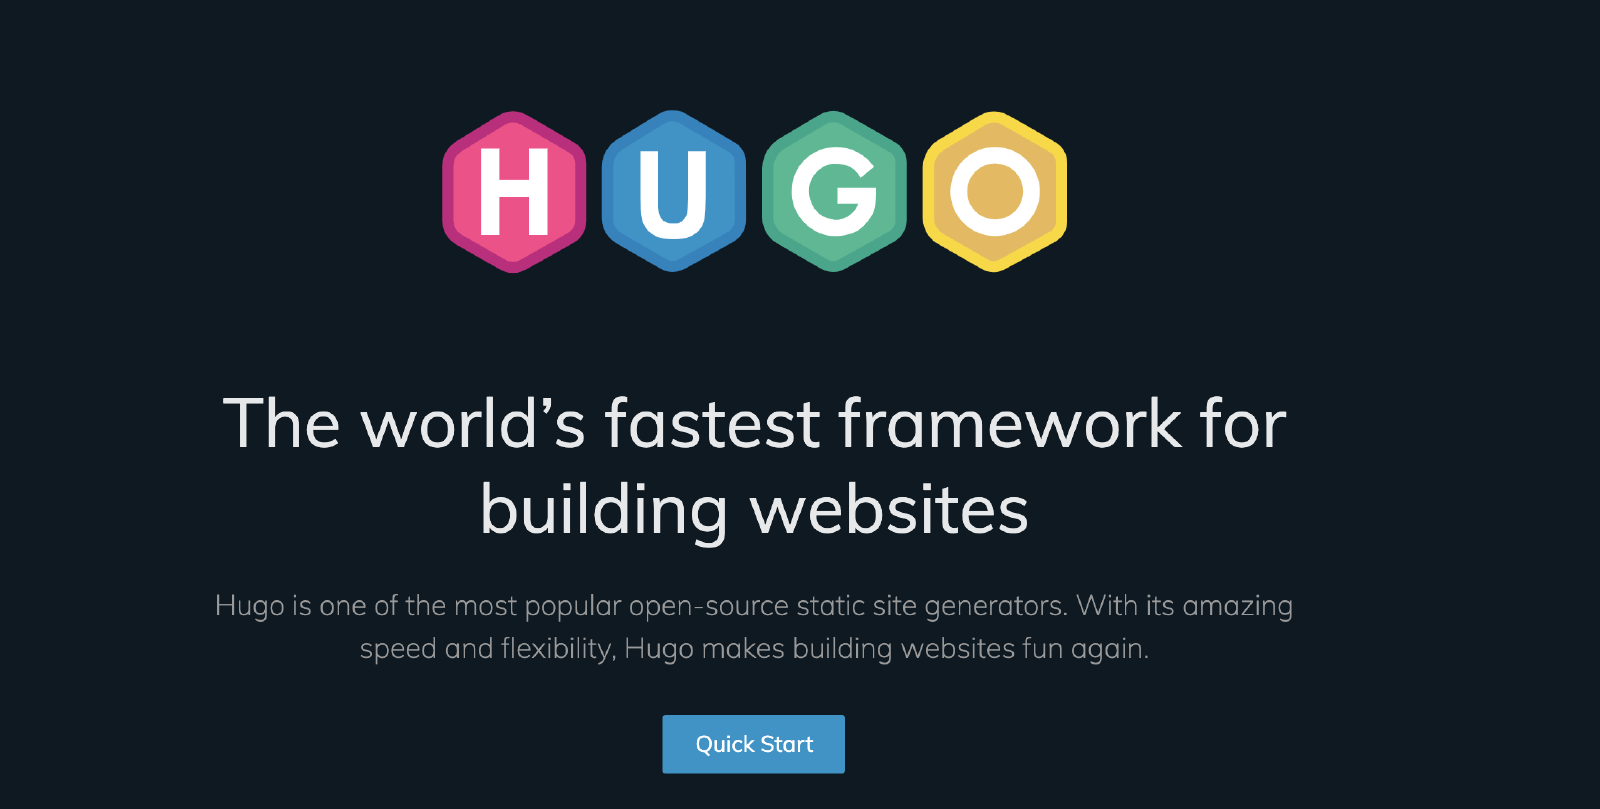 HUGO
The world’s fastest framework for
building websites
Hugo is one of the most popular open-source static site generators. With its amazing
speed and flexibility, Hugo makes building websites fun again.
Quick Start